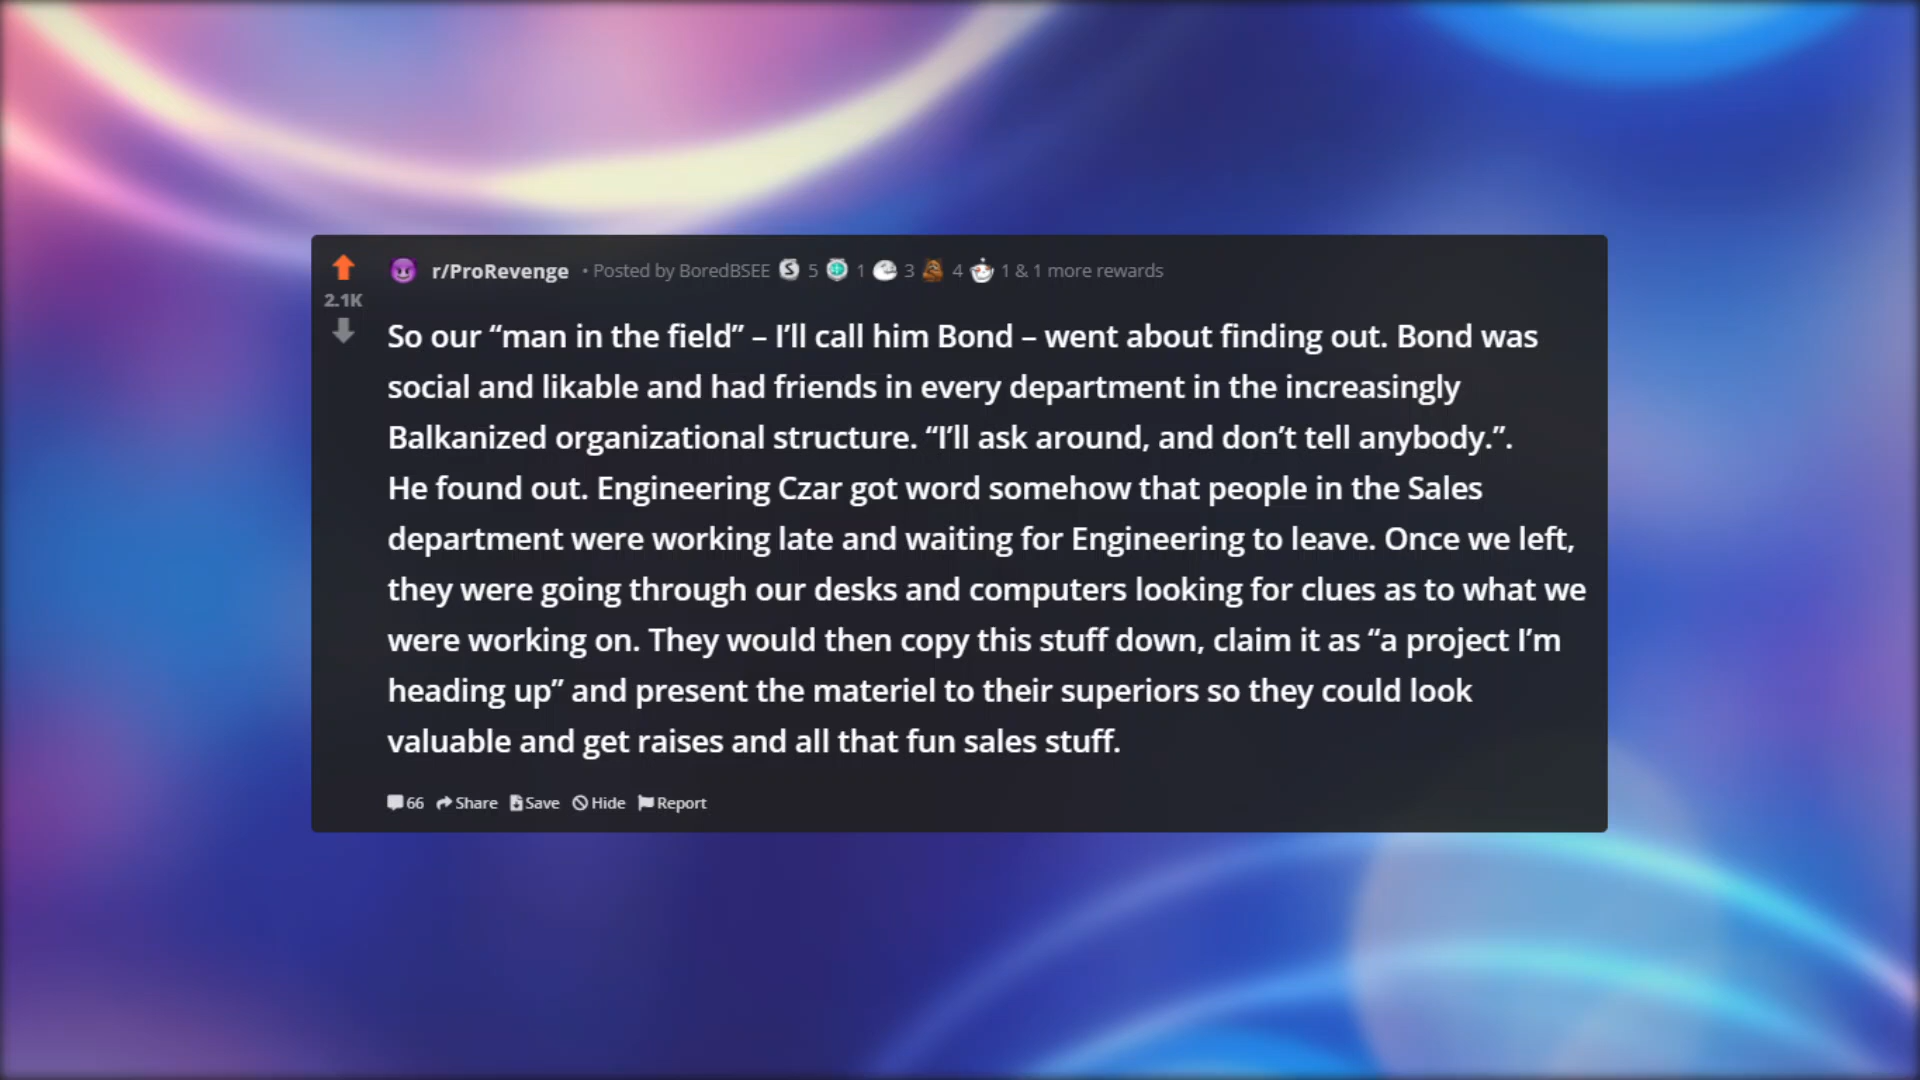 r/ProRevenge • Posted by BoredBSEE 5 1 3 4 1 & 1 more rewards
2.1K
So our “man in the field” – I’ll call him Bond – went about finding out. Bond was
social and likable and had friends in every department in the increasingly
Balkanized organizational structure. “I’ll ask around, and don’t tell anybody.”.
He found out. Engineering Czar got word somehow that people in the Sales
department were working late and waiting for Engineering to leave. Once we left,
they were going through our desks and computers looking for clues as to what we
were working on. They would then copy this stuff down, claim it as “a project I’m
heading up” and present the materiel to their superiors so they could look
valuable and get raises and all that fun sales stuff.
66 Share Save Hide Report